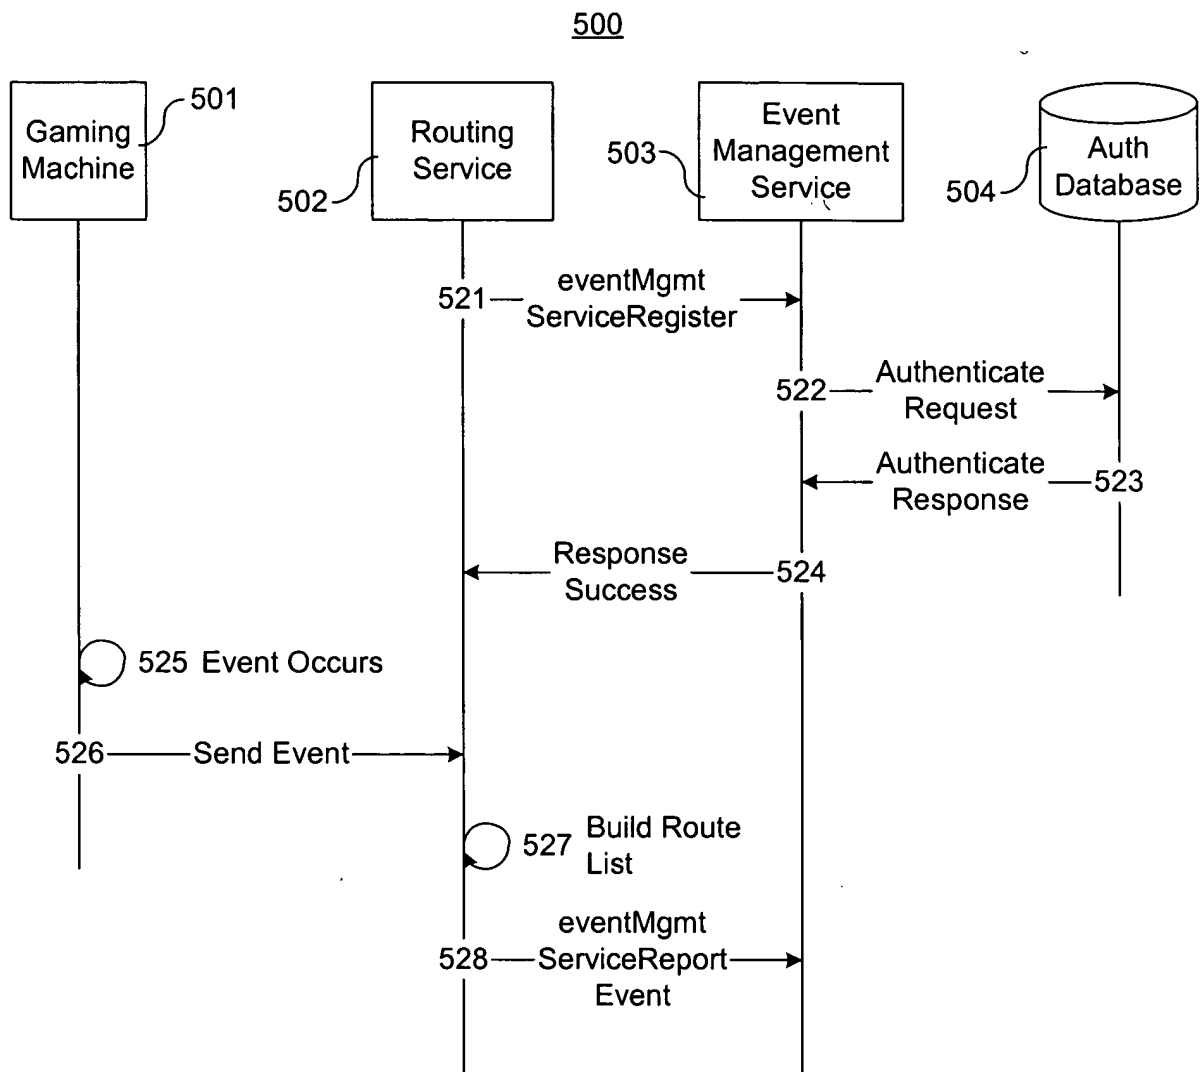 500
Gaming
Machine
501
Routing
Service
502
Event
Management
Service
503
Auth
Database
504
521 eventMgmt
ServiceRegister
522 Authenticate
Request
Authenticate 523
Response
Response 524
Success
525 Event Occurs
526 Send Event
527 Build Route
List
eventMgmt
528 ServiceReport
Event